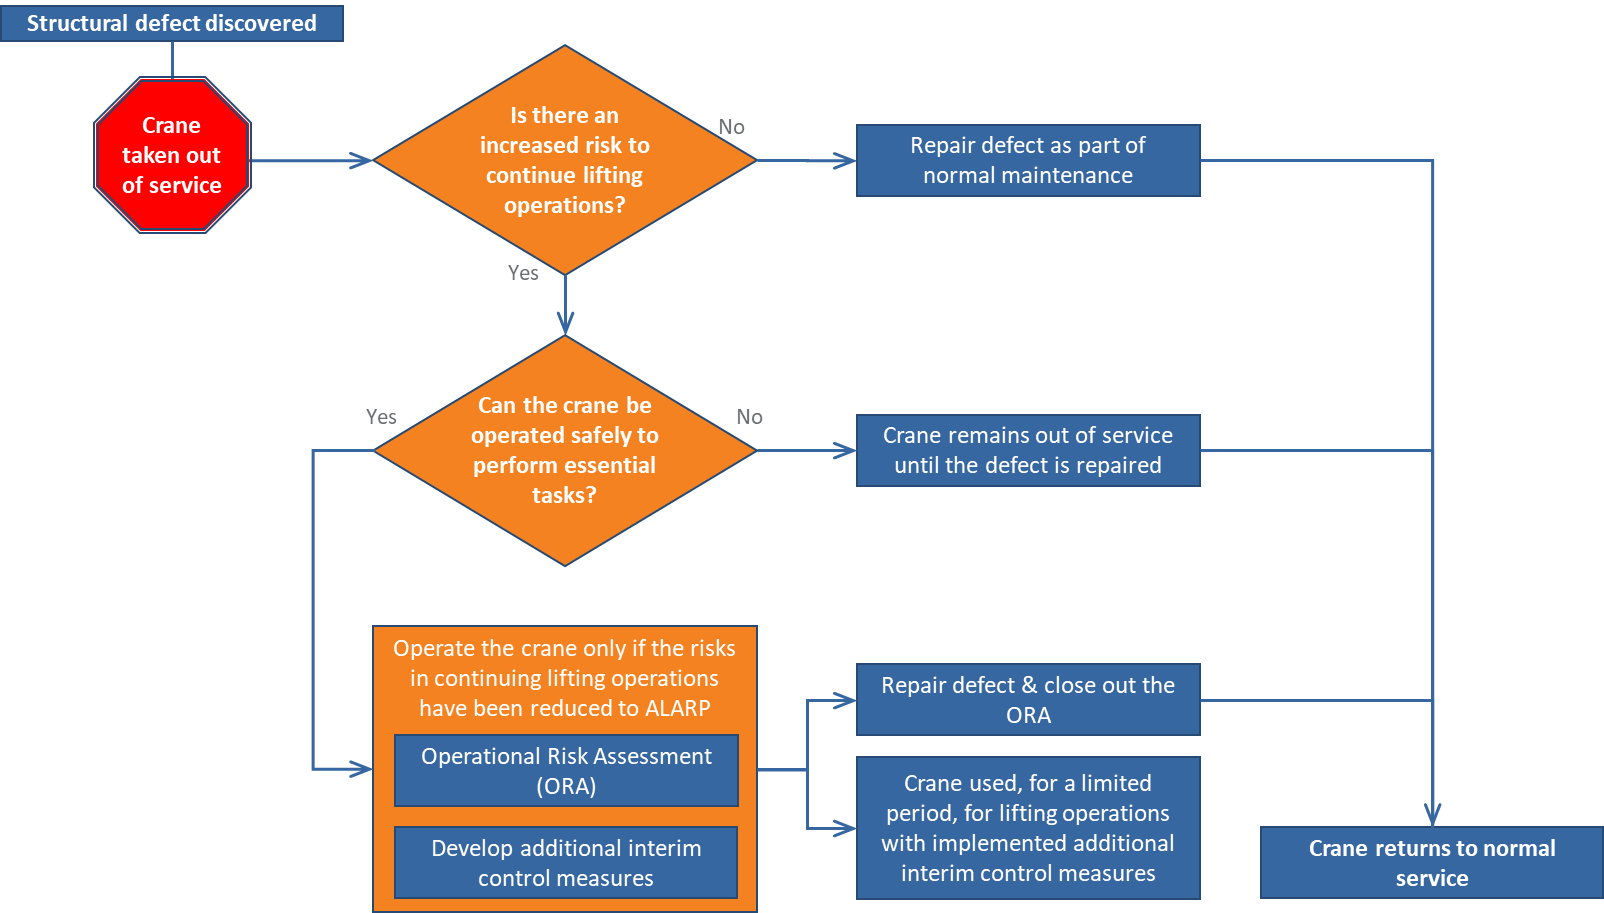 Structural defect discovered
Crane
taken out
of service
Is there an
increased risk to
continue lifting
operations?
No
Repair defect as part of
normal maintenance
Yes
Can the crane be
operated safely to
perform essential
tasks?
Yes
No
Crane remains out of service
until the defect is repaired
Operate the crane only if the risks
in continuing lifting operations
have been reduced to ALARP
Operational Risk Assessment
(ORA)
Develop additional interim
control measures
Repair defect & close out the
ORA
Crane used, for a limited
period, for lifting operations
with implemented additional
interim control measures
Crane returns to normal
service